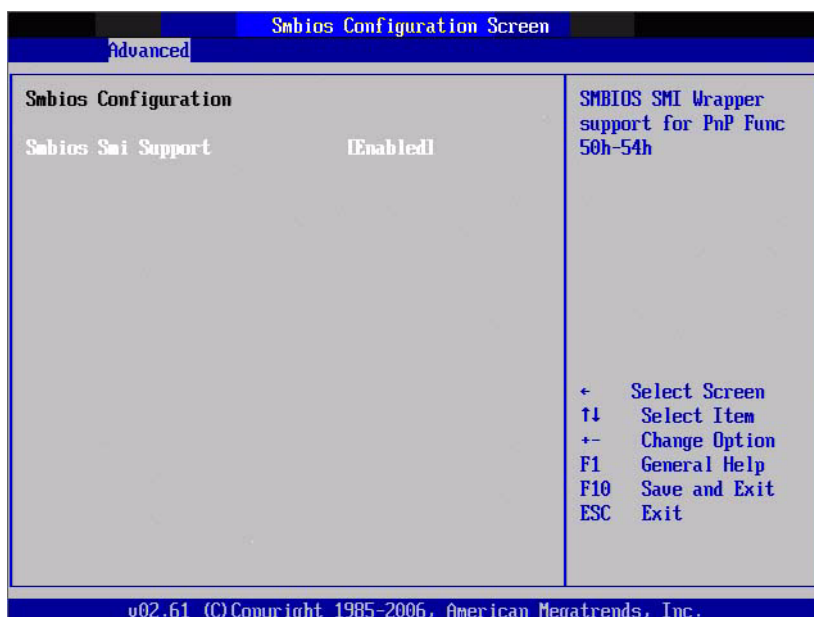 Smbios Configuration Screen
Advanced
Smbios Configuration
Smbios Smi Support [Enabled]
SMBIOS SMI Wrapper
support for PnP Func
50h-54h
← Select Screen
↑↓ Select Item
+- Change Option
F1 General Help
F10 Save and Exit
ESC Exit
v02.61 (C)Copyright 1985-2006, American Megatrends, Inc.